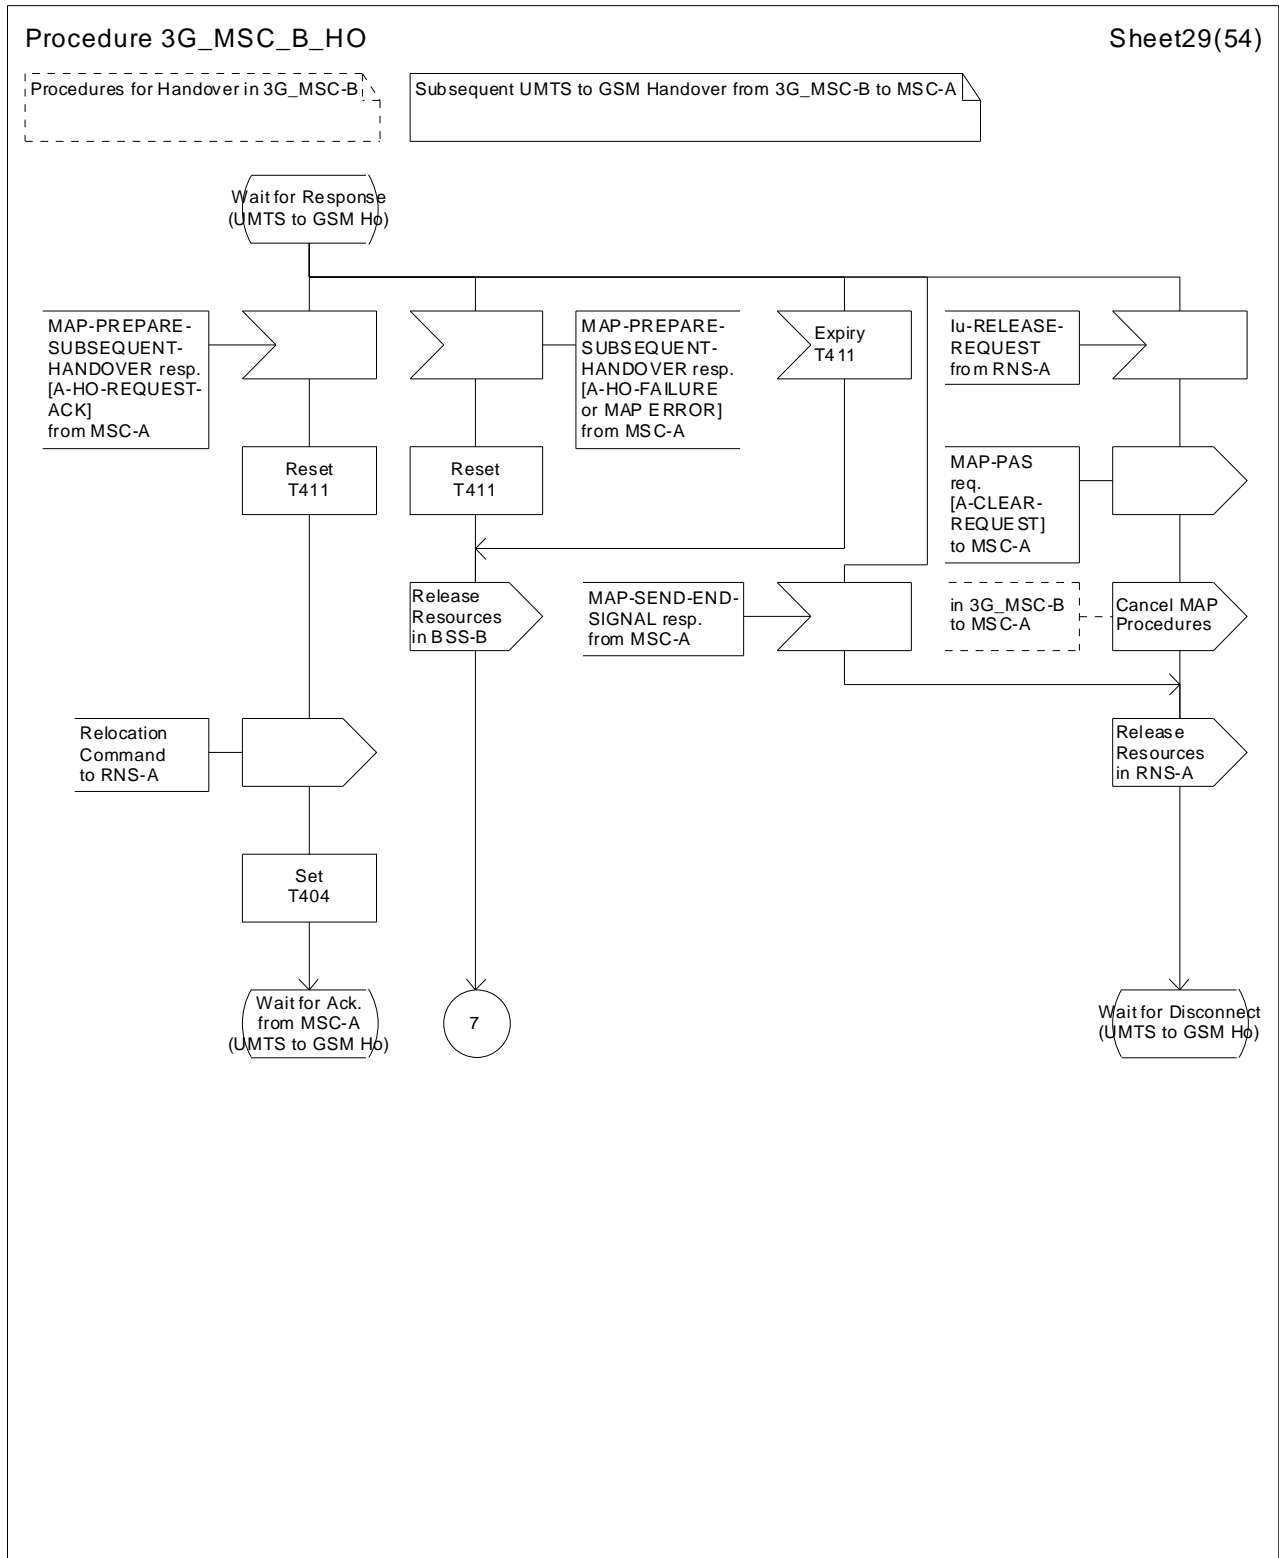 Procedure 3G_MSC_B_HO
Sheet29(54)
Procedures for Handover in 3G_MSC-B
Subsequent UMTS to GSM Handover from 3G_MSC-B to MSC-A
Wait for Response
(UMTS to GSM Ho)
MAP-PREPARE-
SUBSEQUENT-
HANDOVER resp.
[A-HO-REQUEST-
ACK]
from MSC-A
MAP-PREPARE-
SUBSEQUENT-
HANDOVER resp.
[A-HO-FAILURE
or MAP ERROR]
from MSC-A
Expiry
T411
Iu-RELEASE-
REQUEST
from RNS-A
Reset
T411
Reset
T411
MAP-PAS
req.
[A-CLEAR-
REQUEST]
to MSC-A
Release
Resources
in BSS-B
MAP-SEND-END-
SIGNAL resp.
from MSC-A
in 3G_MSC-B
to MSC-A
Cancel MAP
Procedures
Relocation
Command
to RNS-A
Release
Resources
in RNS-A
Set
T404
Wait for Ack.
from MSC-A
(UMTS to GSM Ho)
7
Wait for Disconnect
(UMTS to GSM Ho)